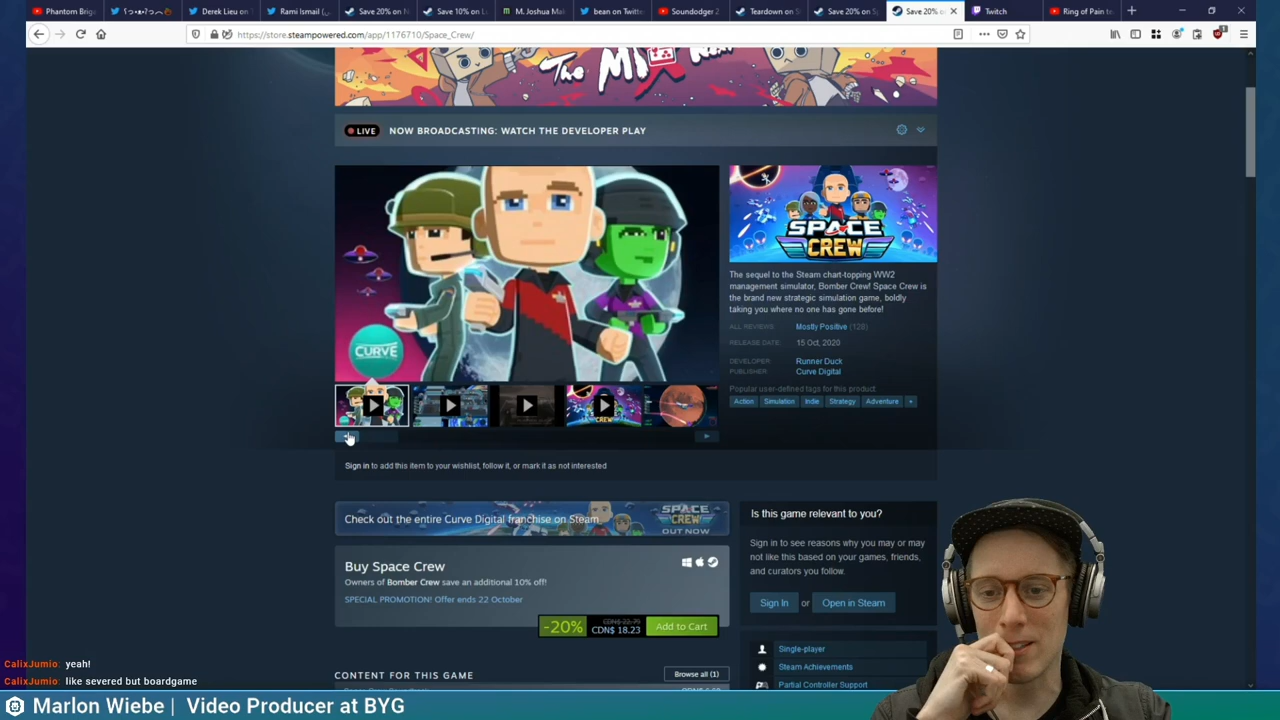 Phantom Brig
Derek Lieu on
Rami Ismail (
Save 20% on
Save 10% on L
M. Joshua Mak
bean on Twitte
Soundodger 2
Teardown on S
Save 20% on S
Save 20% o
Twitch
Ring of Pain to
https://store.steampowered.com/app/1176710/Space_Crew/
The MIX
LIVE NOW BROADCASTING: WATCH THE DEVELOPER PLAY
CURVE
SPACE CREW
The sequel to the Steam chart-topping WW2
management simulator, Bomber Crew! Space Crew is
the brand new strategic simulation game, boldly
taking you where no one has gone before!
ALL REVIEWS: Mostly Positive (128)
RELEASE DATE: 15 Oct, 2020
DEVELOPER: Runner Duck
PUBLISHER: Curve Digital
Popular user-defined tags for this product:
Action Simulation Indie Strategy Adventure +
Sign in to add this item to your wishlist, follow it, or mark it as not interested
Check out the entire Curve Digital franchise on Steam
SPACE CREW
OUT NOW
Buy Space Crew
Owners of Bomber Crew save an additional 10% off!
SPECIAL PROMOTION! Offer ends 22 October
-20% CDN$ 22.79
CDN$ 18.23 Add to Cart
CONTENT FOR THIS GAME Browse all (1)
Is this game relevant to you?
Sign in to see reasons why you may or may
not like this based on your games, friends,
and curators you follow.
Sign In or Open in Steam
Single-player
Steam Achievements
Partial Controller Support
CalixJumio: yeah!
CalixJumio: like severed but boardgame
Marlon Wiebe | Video Producer at BYG